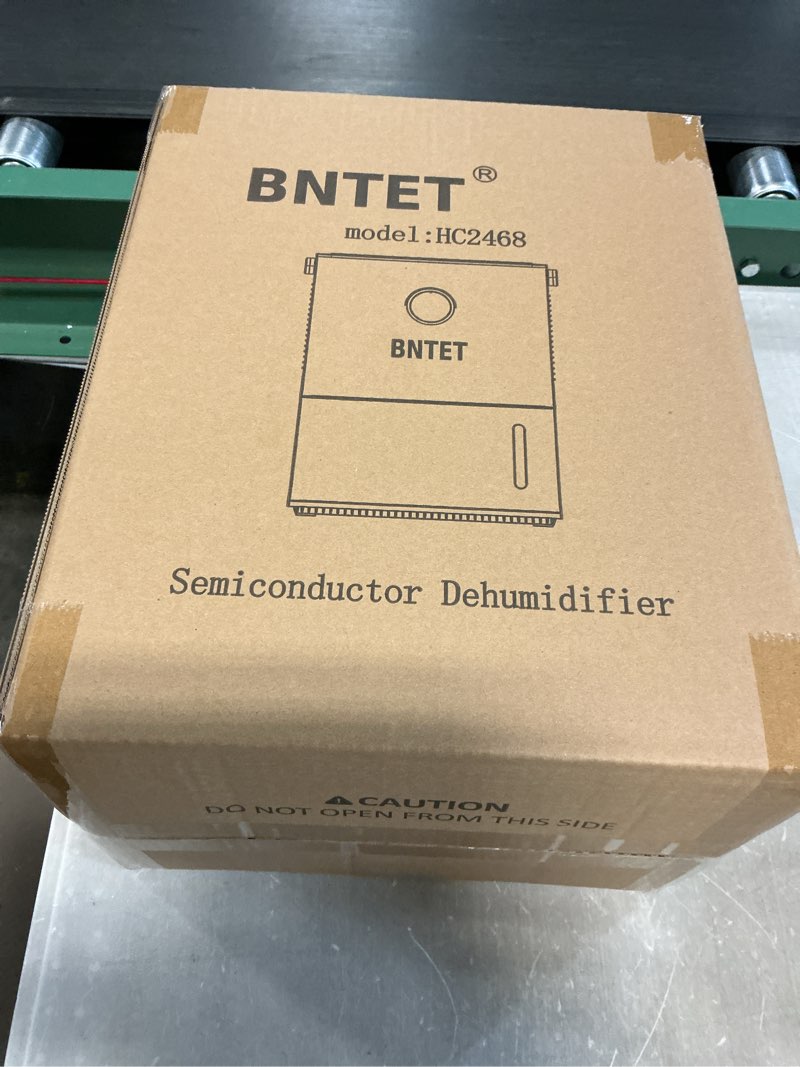 BNTET®
model:HC2468
BNTET
Semiconductor Dehumidifier
⚠CAUTION
DO NOT OPEN FROM THIS SIDE